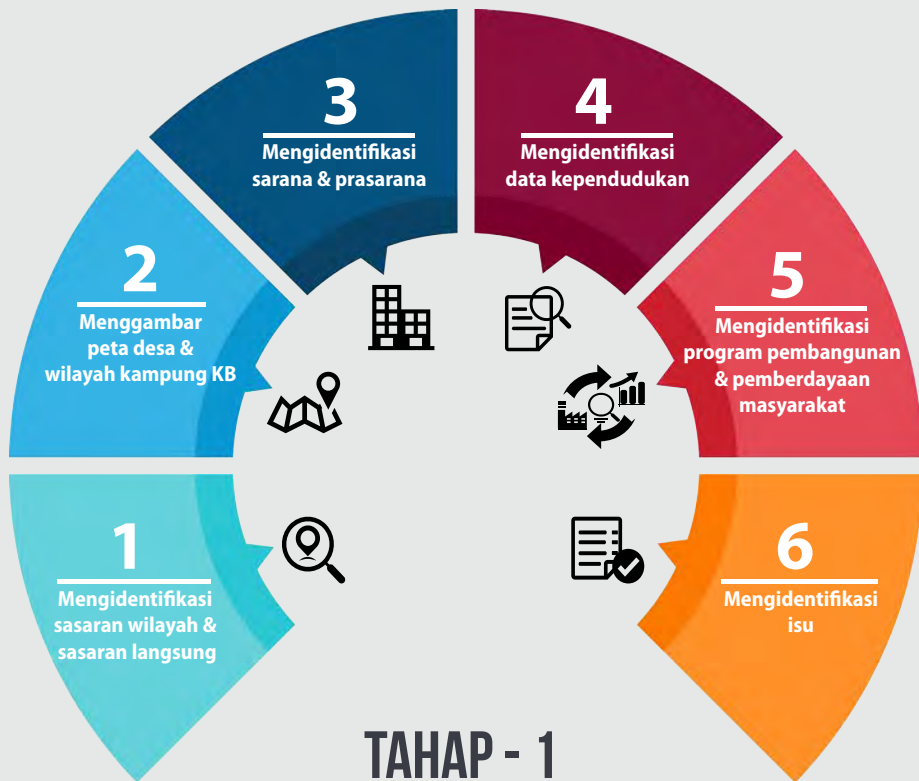 1
Mengidentifikasi
sasaran wilayah &
sasaran langsung
2
Menggambar
peta desa &
wilayah kampung KB
3
Mengidentifikasi
sarana & prasarana
4
Mengidentifikasi
data kependudukan
5
Mengidentifikasi
program pembangunan
& pemberdayaan
masyarakat
6
Mengidentifikasi
isu
TAHAP - 1